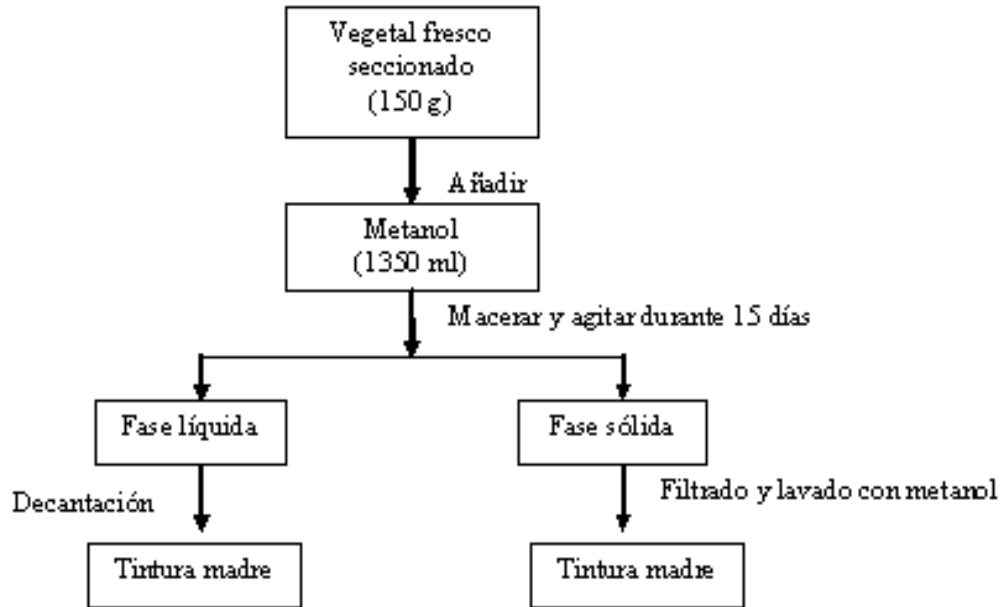 Vegetal fresco
seccionado
(150 g)
Añadir
Metanol
(1350 ml)
Macerar y agitar durante 15 días
Fase líquida
Fase sólida
Decantación
Filtrado y lavado con metanol
Tintura madre
Tintura madre